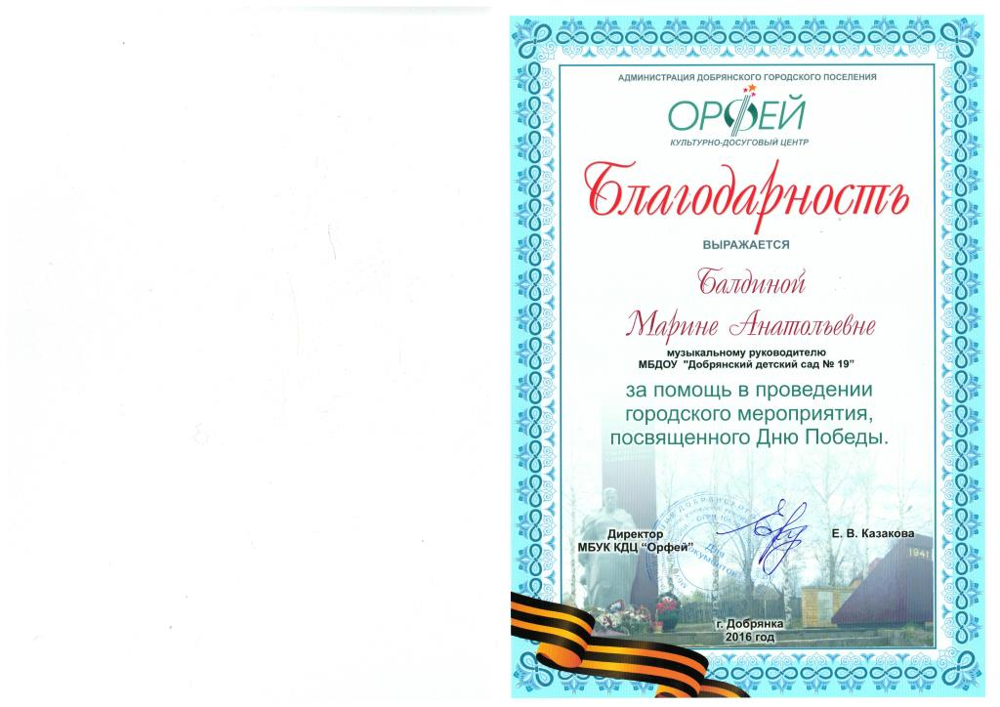 АДМИНИСТРАЦИЯ ДОБРЯНСКОГО ГОРОДСКОГО ПОСЕЛЕНИЯ
ОРФЕЙ
КУЛЬТУРНО-ДОСУГОВЫЙ ЦЕНТР
Благодарность
ВЫРАЖАЕТСЯ
Балдиной
Марине Анатольевне
музыкальному руководителю
МБДОУ "Добрянский детский сад № 19"
за помощь в проведении
городского мероприятия,
посвященного Дню Победы.
Директор
МБУК КДЦ "Орфей"
Е. В. Казакова
Для
документов
1941
г. Добрянка
2016 год